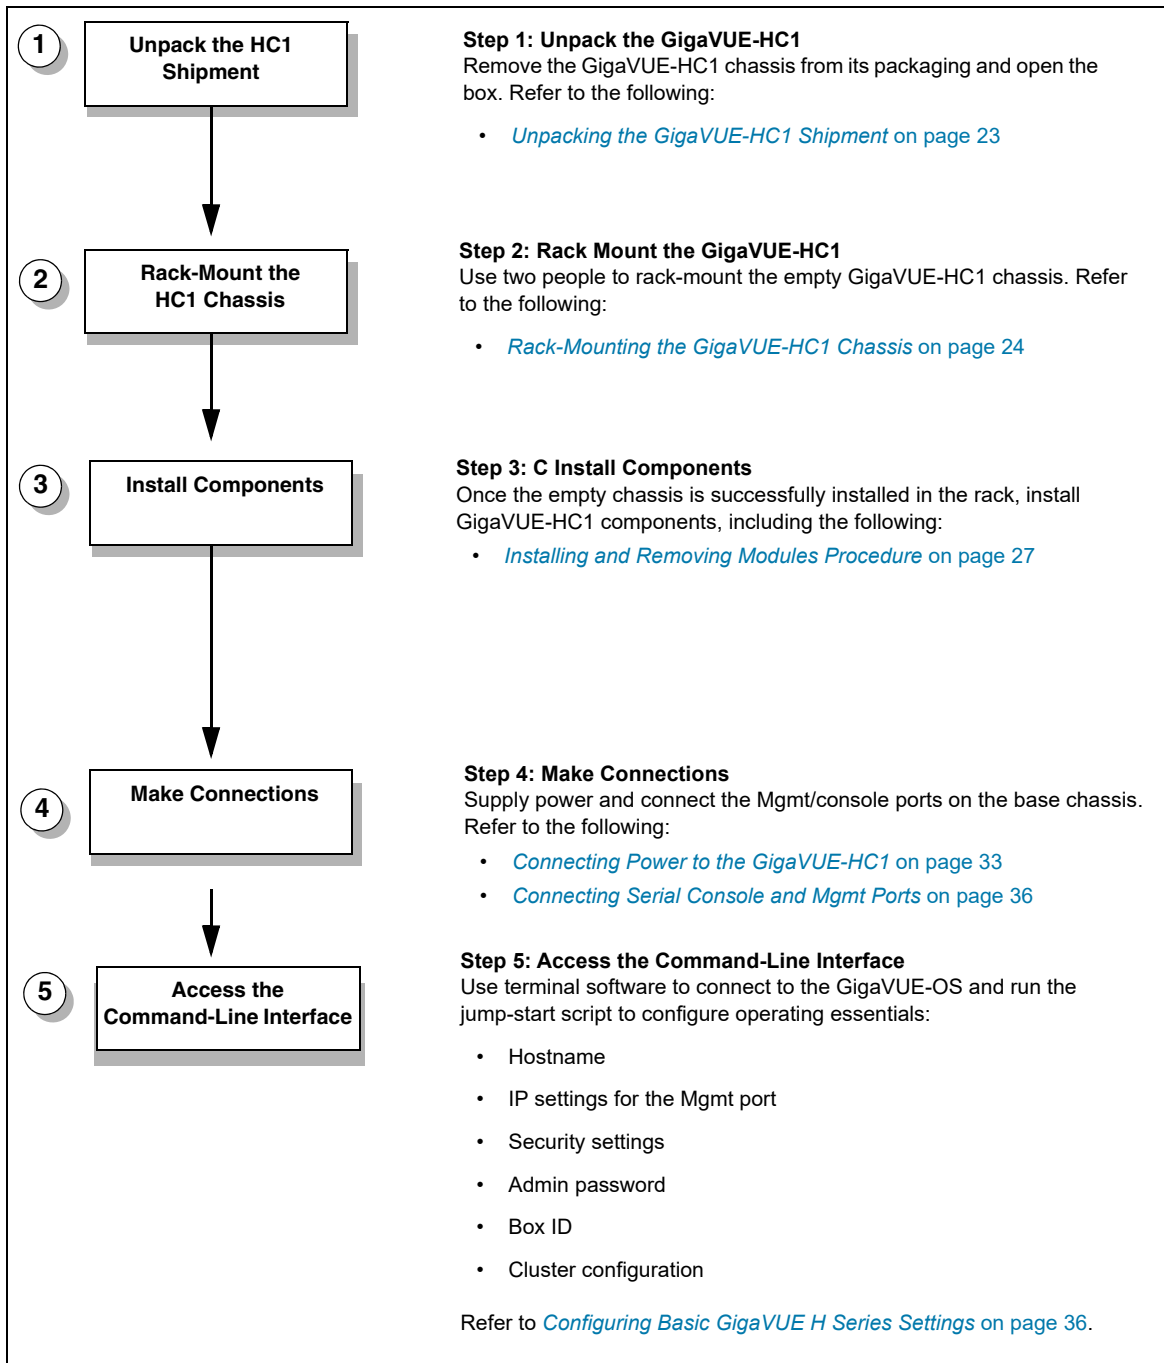 1
Unpack the HC1
Shipment
Step 1: Unpack the GigaVUE-HC1
Remove the GigaVUE-HC1 chassis from its packaging and open the
box. Refer to the following:
• Unpacking the GigaVUE-HC1 Shipment on page 23
2
Rack-Mount the
HC1 Chassis
Step 2: Rack Mount the GigaVUE-HC1
Use two people to rack-mount the empty GigaVUE-HC1 chassis. Refer
to the following:
• Rack-Mounting the GigaVUE-HC1 Chassis on page 24
3
Install Components
Step 3: C Install Components
Once the empty chassis is successfully installed in the rack, install
GigaVUE-HC1 components, including the following:
• Installing and Removing Modules Procedure on page 27
4
Make Connections
Step 4: Make Connections
Supply power and connect the Mgmt/console ports on the base chassis.
Refer to the following:
• Connecting Power to the GigaVUE-HC1 on page 33
• Connecting Serial Console and Mgmt Ports on page 36
5
Access the
Command-Line Interface
Step 5: Access the Command-Line Interface
Use terminal software to connect to the GigaVUE-OS and run the
jump-start script to configure operating essentials:
• Hostname
• IP settings for the Mgmt port
• Security settings
• Admin password
• Box ID
• Cluster configuration
Refer to Configuring Basic GigaVUE H Series Settings on page 36.